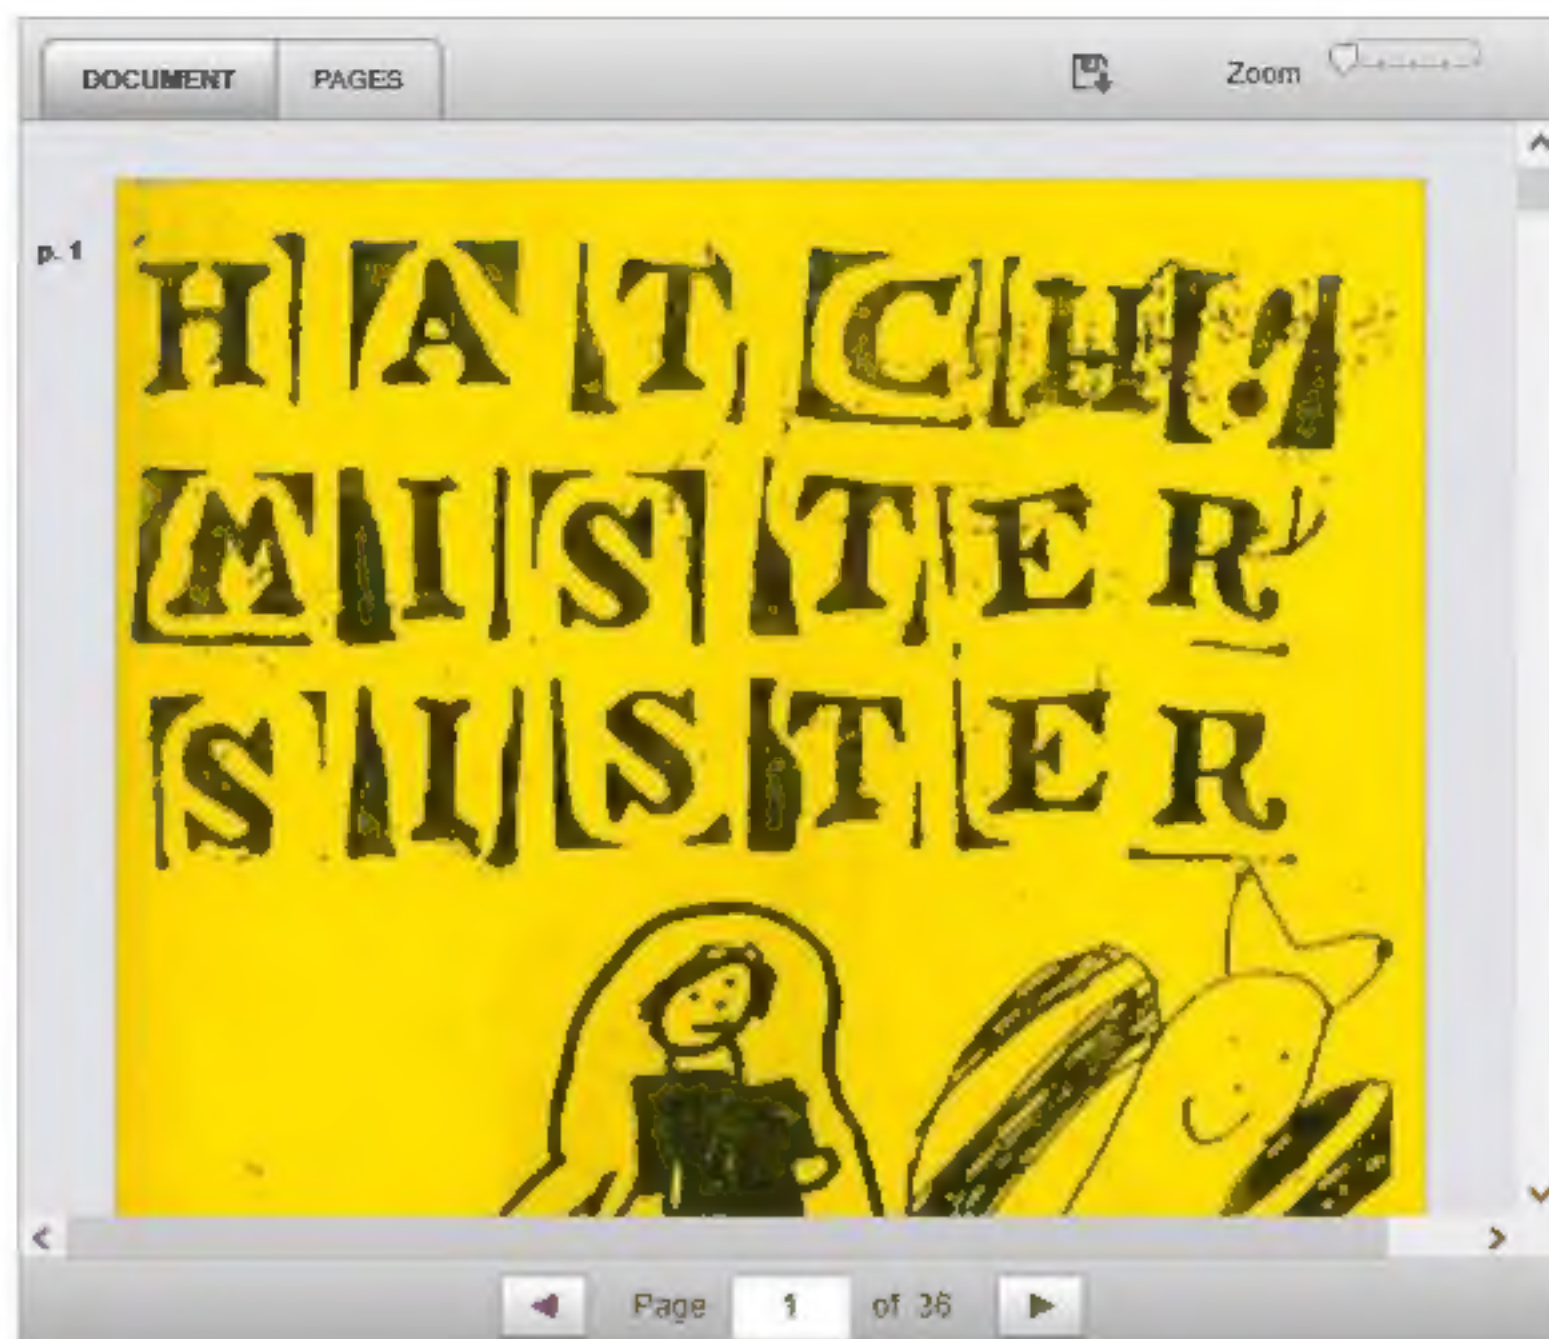 DOCUMENT PAGES Zoom
p. 1
HATCH!
MISTER
SISTER
Page 1 of 36